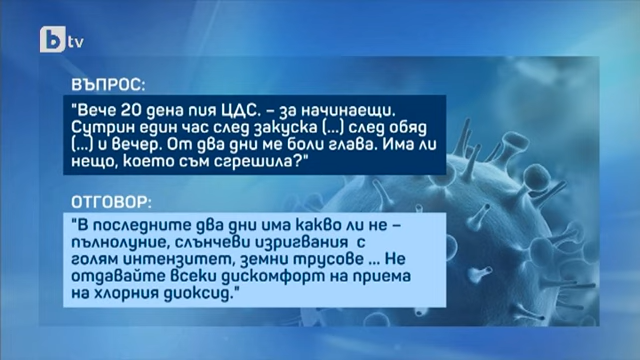 btv
ВЪПРОС:
"Вече 20 дена пия ЦДС. – за начинаещи.
Сутрин един час след закуска (...) след обяд
(...) и вечер. От два дни ме боли глава. Има ли
нещо, което съм сгрешила?"
ОТГОВОР:
"В последните два дни има какво ли не –
пълнолуние, слънчеви изригвания с
голям интензитет, земни трусове ... Не
отдавайте всеки дискомфорт на приема
на хлорния диоксид."